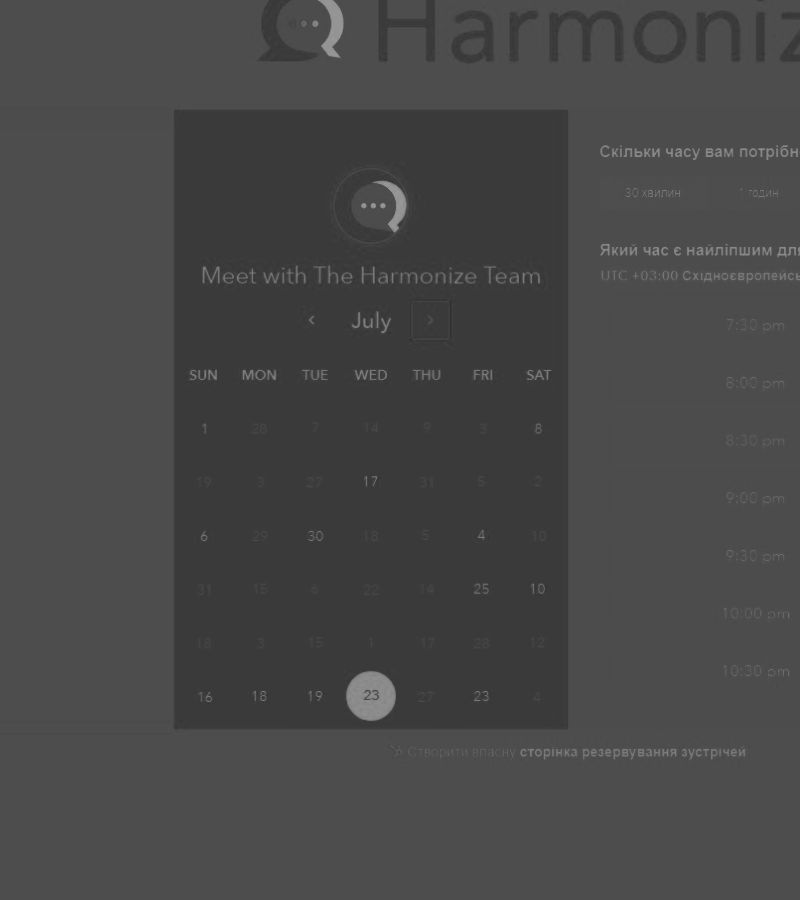 Harmoniz
Meet with The Harmonize Team
July
SUN MON TUE WED THU FRI SAT
1 28 7 14 9 3 8
19 3 27 17 31 5 2
6 29 30 18 5 4 10
31 15 6 22 14 25 10
18 3 15 1 17 28 12
16 18 19 23 27 23 4
Скільки часу вам потрібн
30 хвилин 1 годин
Який час є найліпшим для
UTC +03:00 Східноєвропейсь
7:30 pm
8:00 pm
8:30 pm
9:00 pm
9:30 pm
10:00 pm
10:30 pm
Створити власну сторінка резервування зустрічей